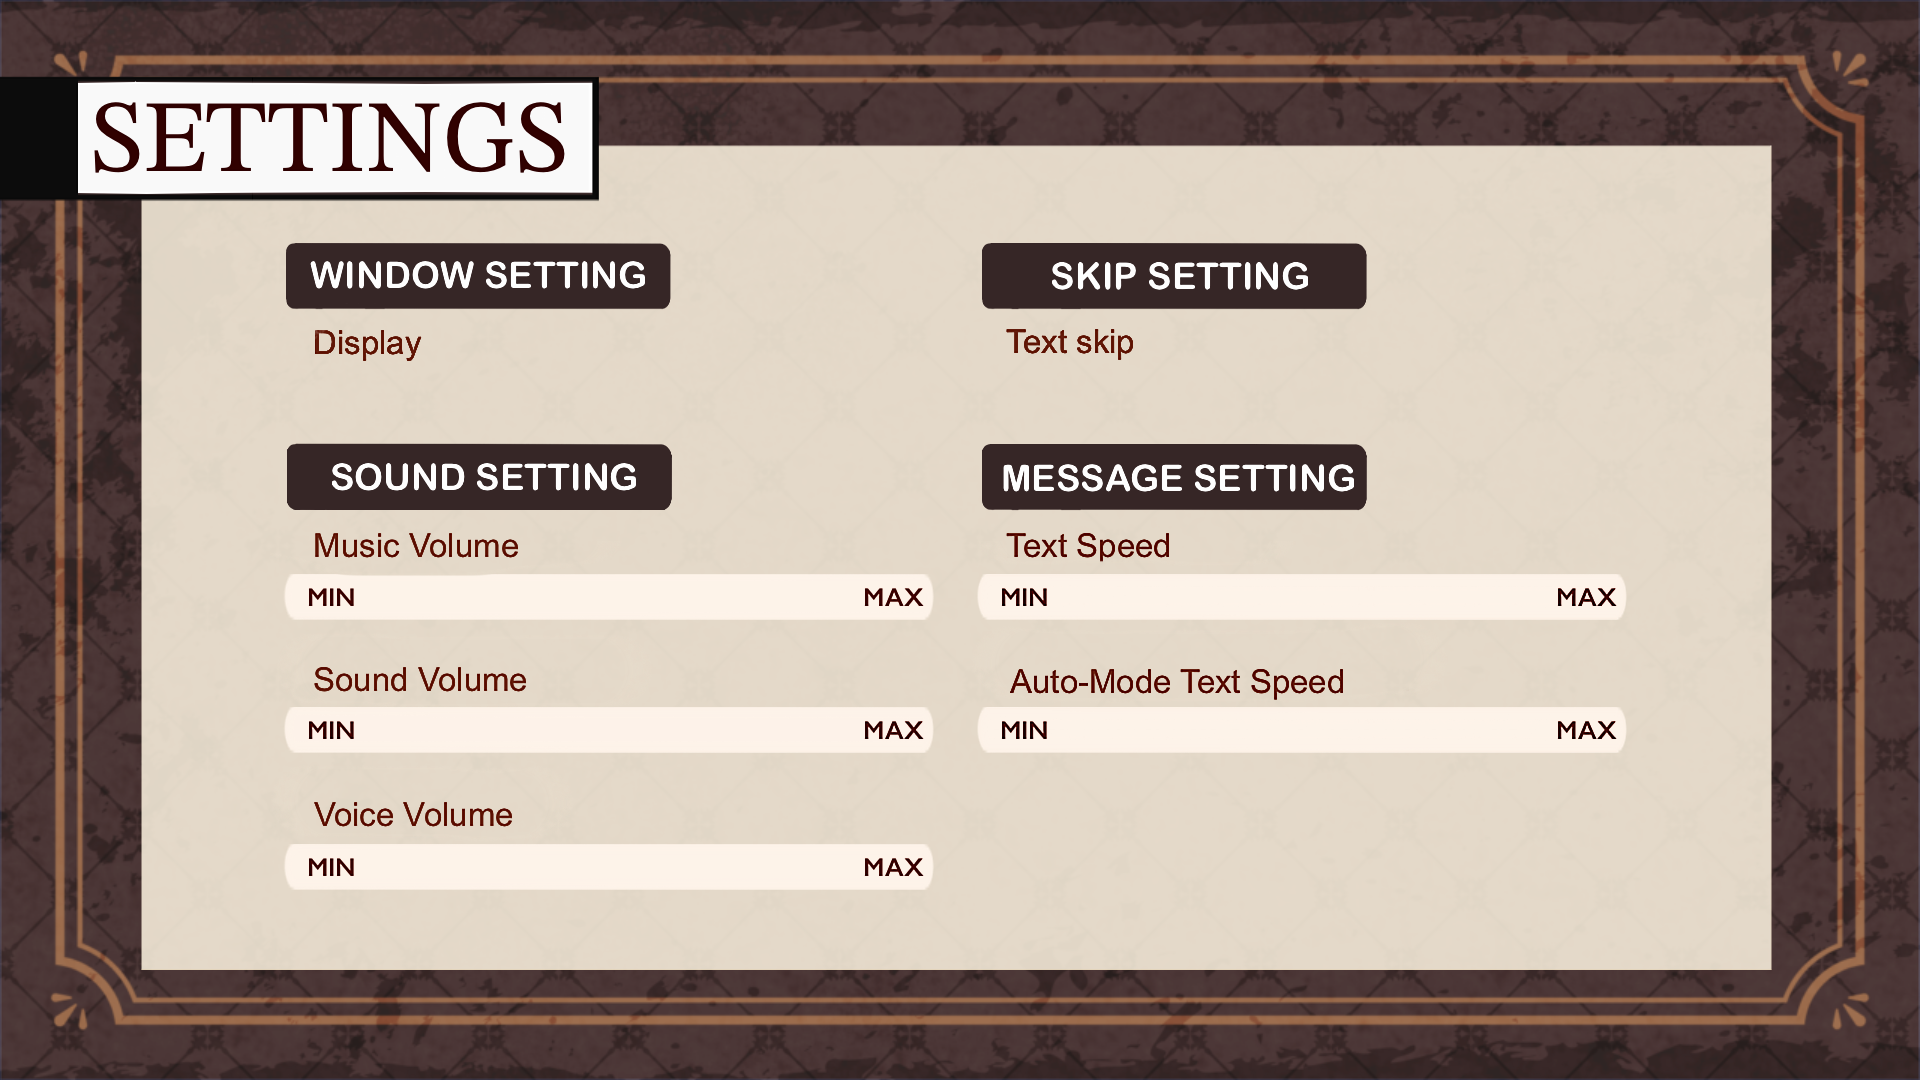 SETTINGS
WINDOW SETTING
Display
SKIP SETTING
Text skip
SOUND SETTING
Music Volume
MIN MAX
Sound Volume
MIN MAX
Voice Volume
MIN MAX
MESSAGE SETTING
Text Speed
MIN MAX
Auto-Mode Text Speed
MIN MAX